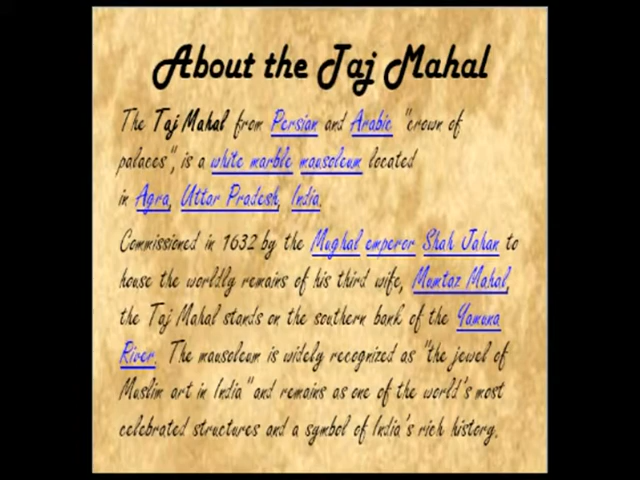 About the Taj Mahal
The Taj Mahal from Persian and Arabic "crown of
palaces", is a white marble mausoleum located
in Agra, Uttar Pradesh, India.
Commissioned in 1632 by the Mughal emperor Shah Jahan to
house the worldly remains of his third wife, Mumtaz Mahal,
the Taj Mahal stands on the southern bank of the Yamuna
River. The mausoleum is widely recognized as "the jewel of
Muslim art in India" and remains as one of the world's most
celebrated structures and a symbol of India's rich history.